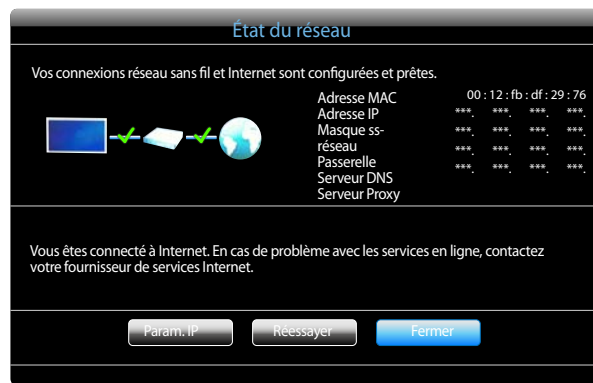 État du réseau
Vos connexions réseau sans fil et Internet sont configurées et prêtes.
Adresse MAC 00 : 12 : fb : df : 29 : 76
Adresse IP ***. ***. ***. ***.
Masque ss- ***. ***. ***. ***.
réseau ***. ***. ***. ***.
Passerelle ***. ***. ***. ***.
Serveur DNS
Serveur Proxy
Vous êtes connecté à Internet. En cas de problème avec les services en ligne, contactez
votre fournisseur de services Internet.
Param. IP Réessayer Fermer